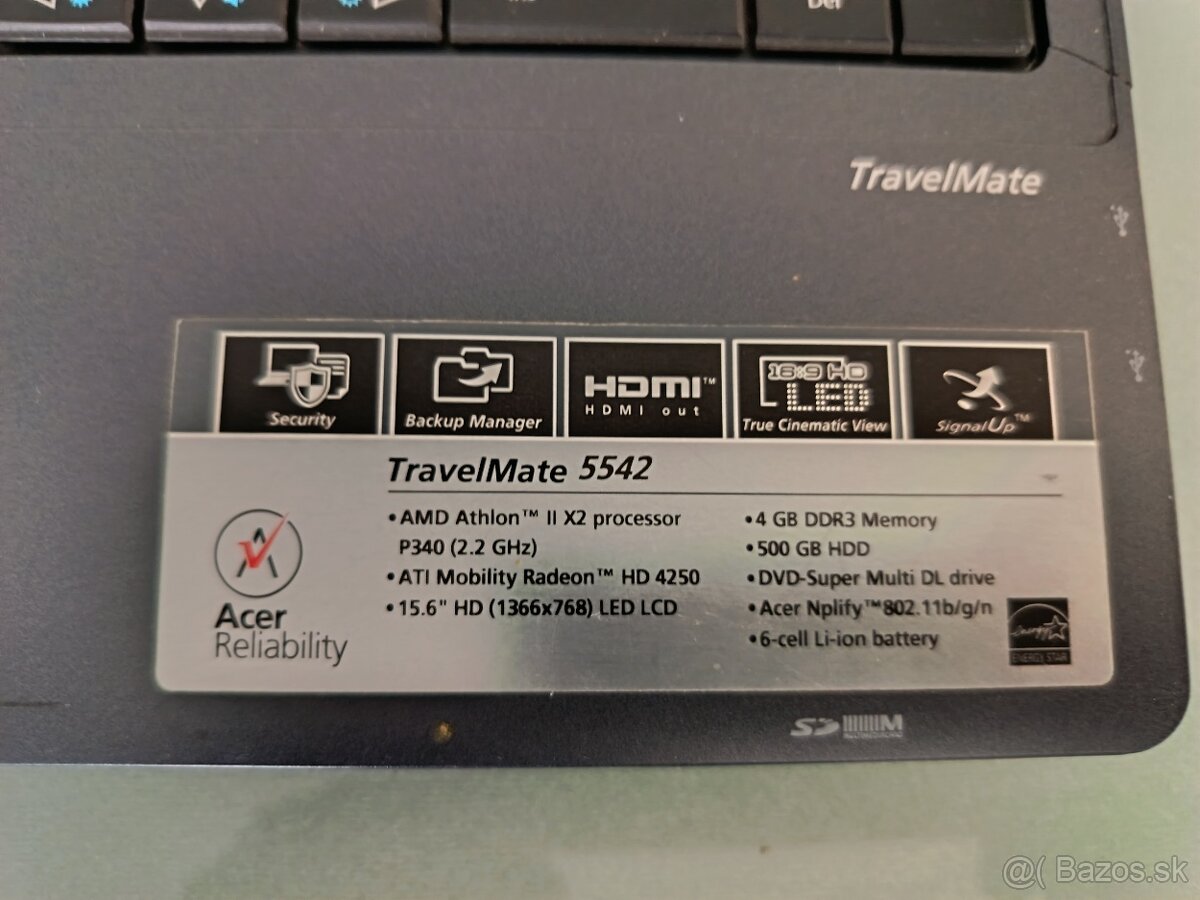 Del
TravelMate
Security
Backup Manager
HDMI™
HDMI out
16:9 HD
LED
True Cinematic View
SignalUp™
TravelMate 5542
•AMD Athlon™ II X2 processor
P340 (2.2 GHz)
•ATI Mobility Radeon™ HD 4250
•15.6" HD (1366x768) LED LCD
•4 GB DDR3 Memory
•500 GB HDD
•DVD-Super Multi DL drive
•Acer Nplify™802.11b/g/n
•6-cell Li-ion battery
Acer
Reliability
ENERGY STAR
SD
@( Bazos.sk